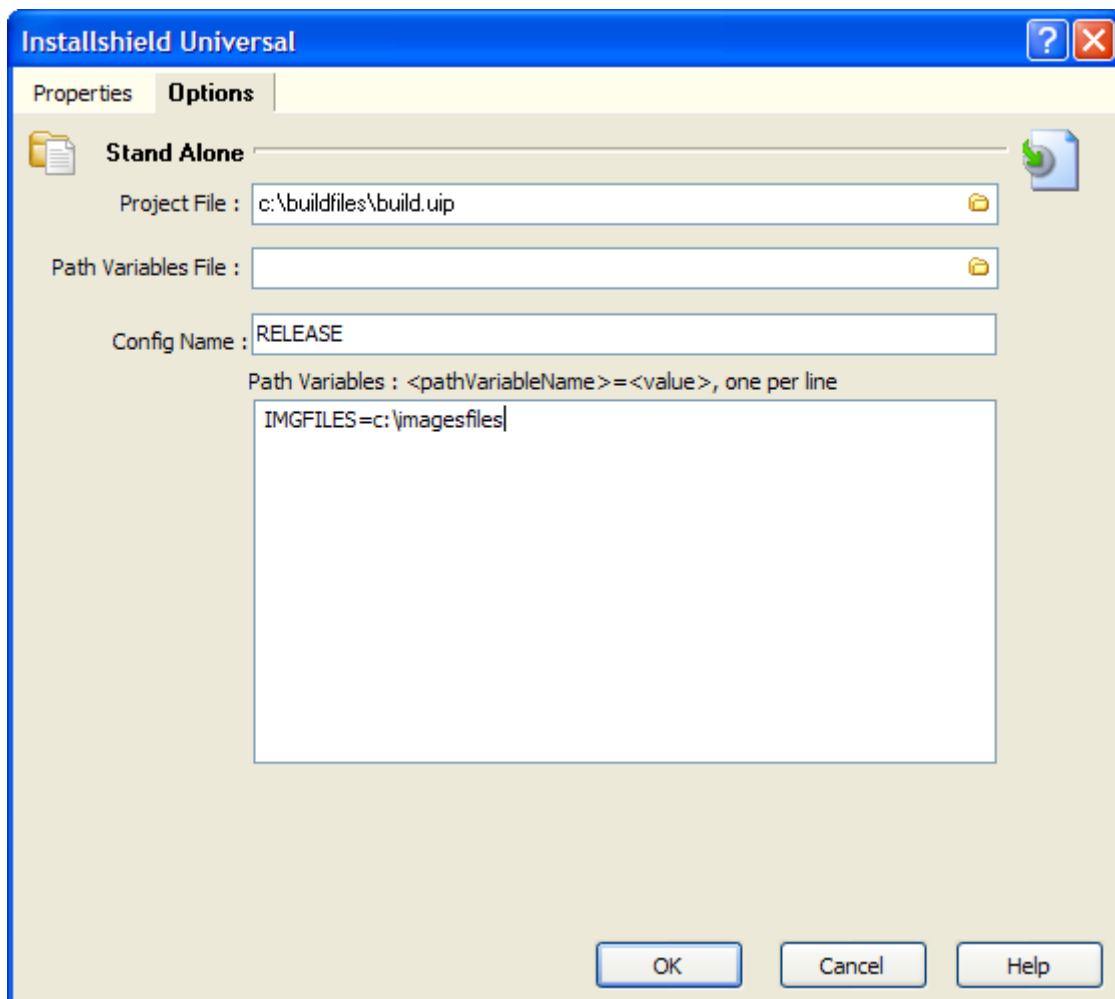 Installshield Universal
Properties Options
Stand Alone
Project File : c:\buildfiles\build.uip
Path Variables File :
Config Name : RELEASE
Path Variables : <pathVariableName>=<value>, one per line
IMGFILES=c:\imagesfiles
OK Cancel Help